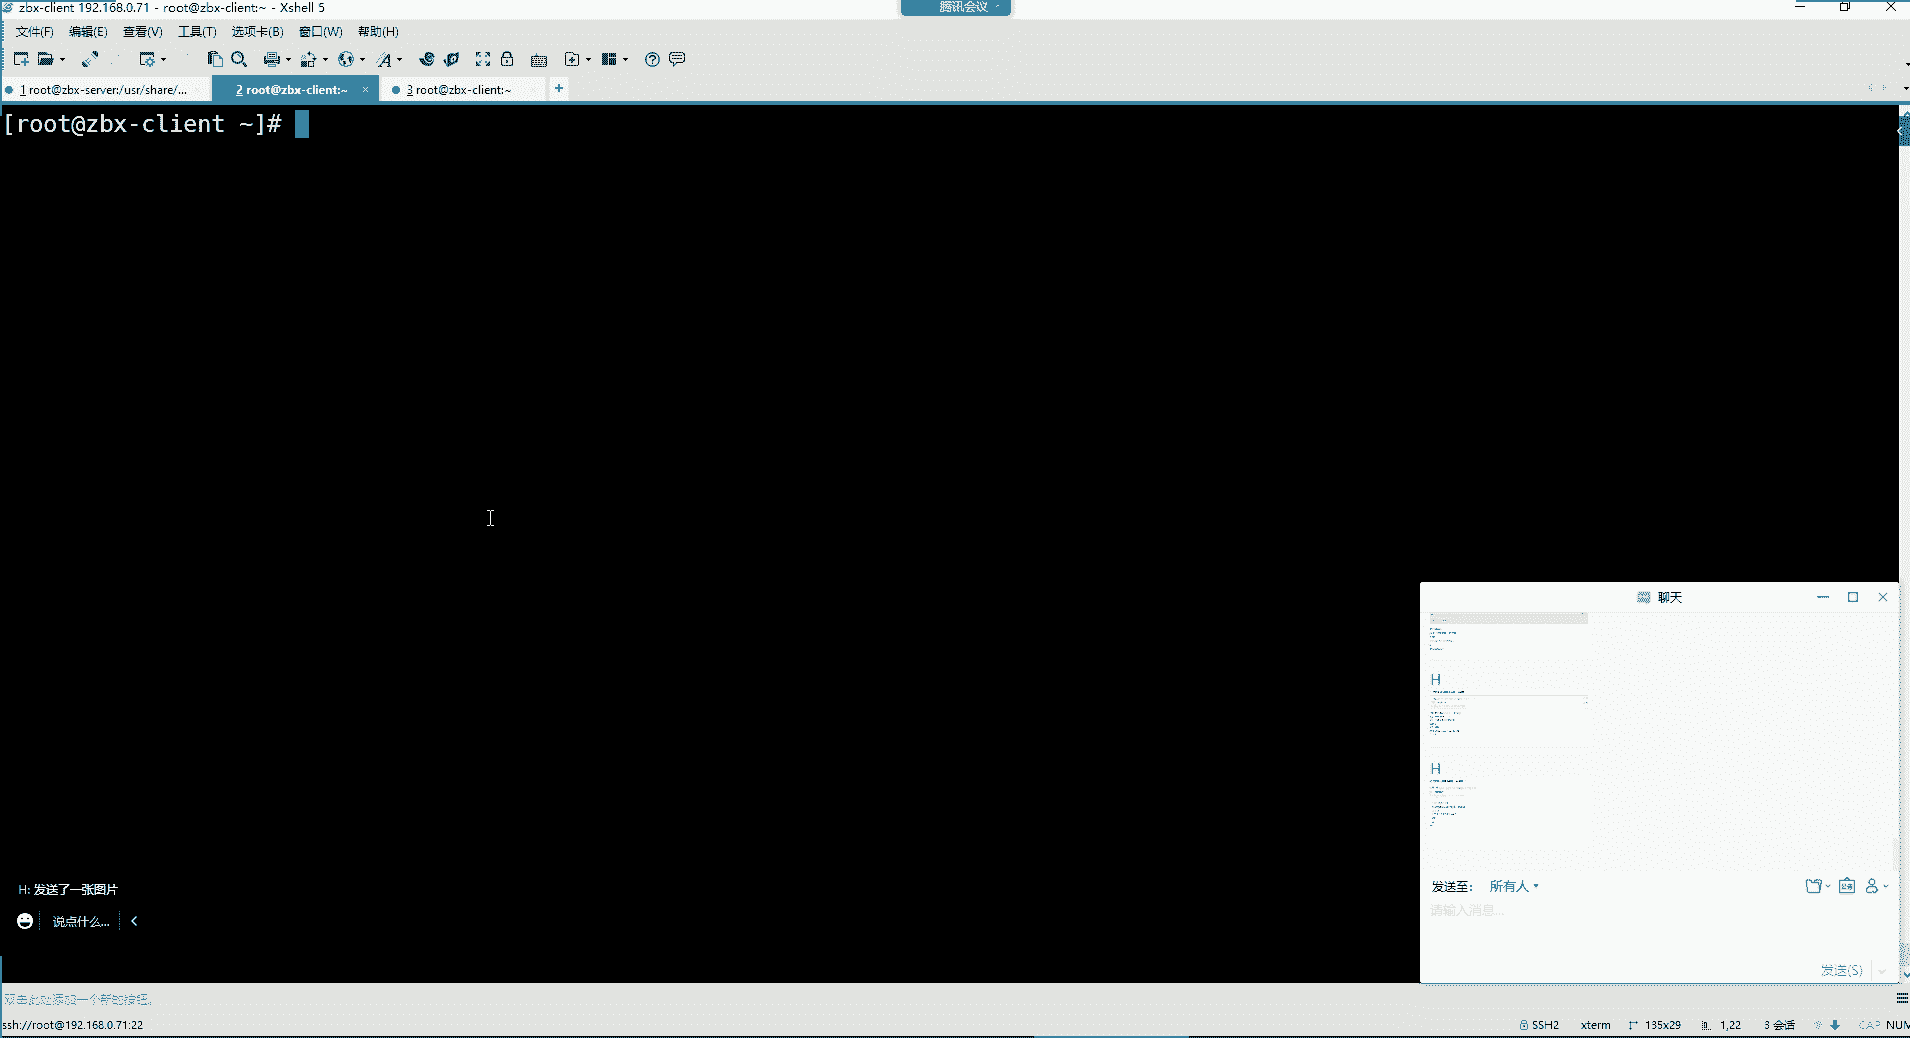 zbx-client 192.168.0.71 - root@zbx-client:~ - Xshell 5
腾讯会议
文件(F) 编辑(E) 查看(V) 工具(T) 选项卡(B) 窗口(W) 帮助(H)
1 root@zbx-server:/usr/share/...
2 root@zbx-client:~ ×
3 root@zbx-client:~
+
[root@zbx-client ~]#
聊天
H
H
发送至: 所有人
请输入消息...
发送(S)
H: 发送了一张图片
说点什么...
双击此处添加一个新的按钮。
ssh://root@192.168.0.71:22
SSH2 xterm 135x29 1,22 3 会话 CAP NUM